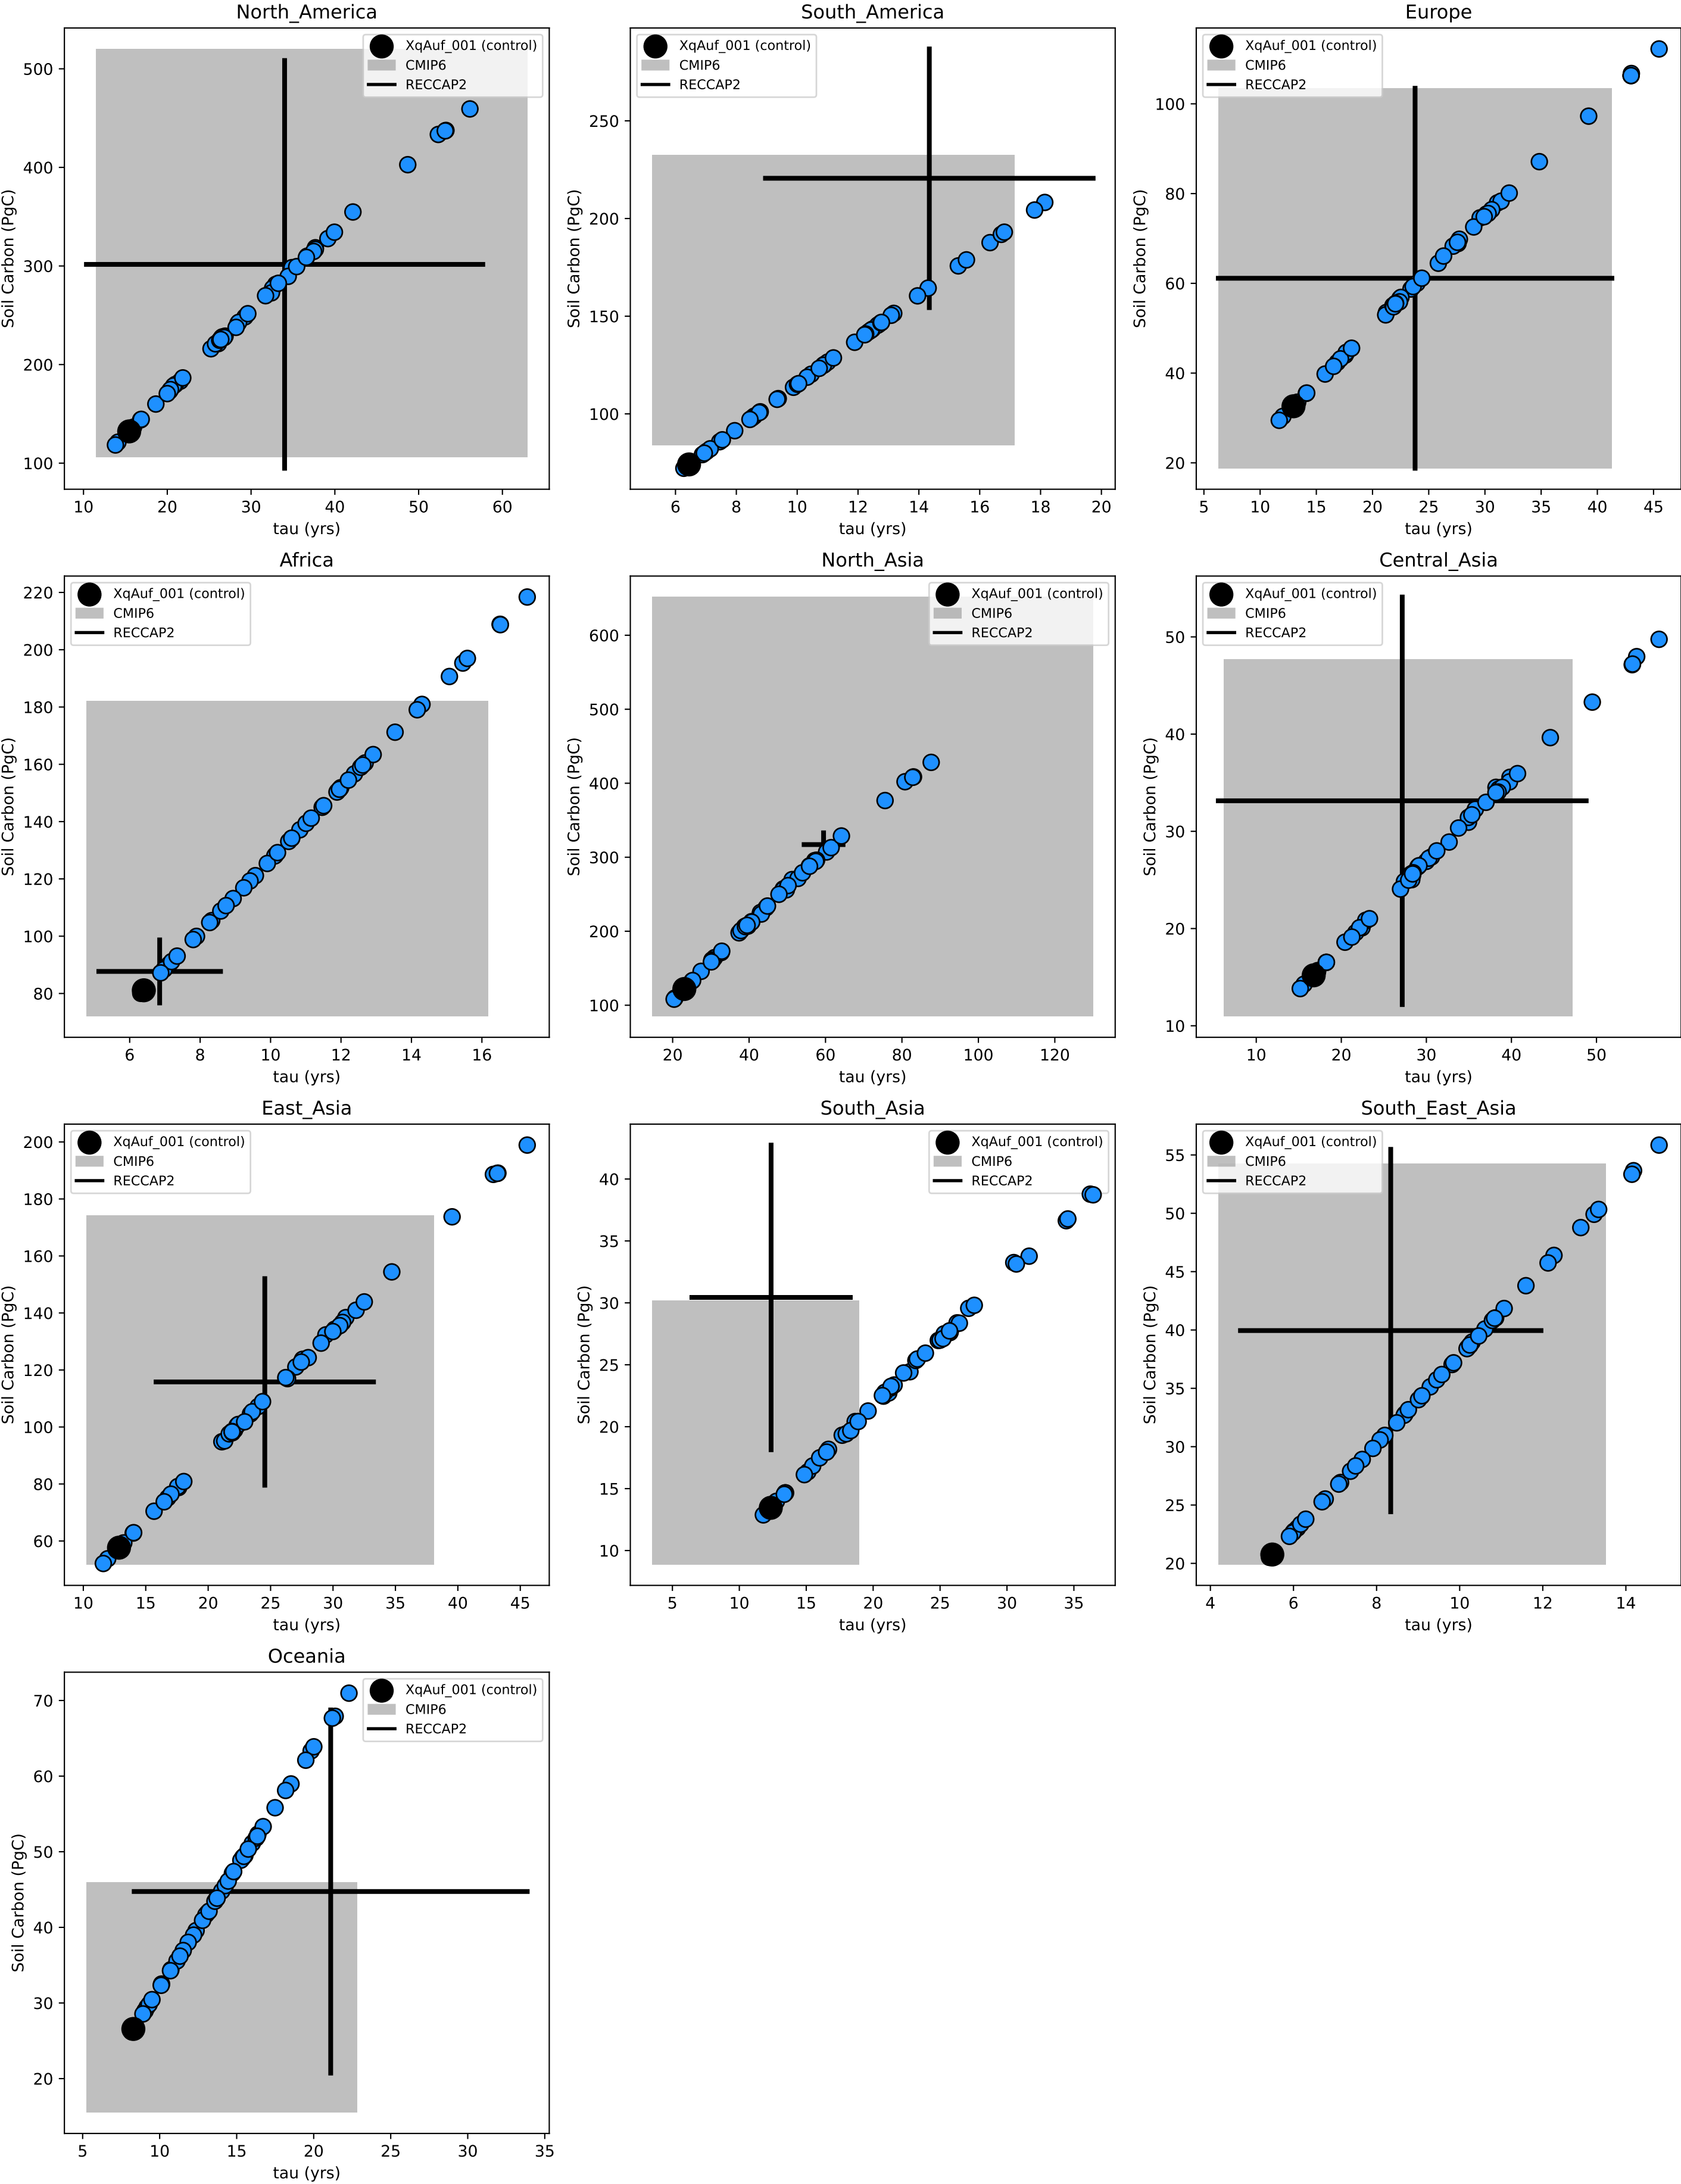 North_America
XqAuf_001 (control)
CMIP6
RECCAP2
Soil Carbon (PgC)
500
400
300
200
100
10 20 30 40 50 60
tau (yrs)
South_America
XqAuf_001 (control)
CMIP6
RECCAP2
Soil Carbon (PgC)
250
200
150
100
6 8 10 12 14 16 18 20
tau (yrs)
Europe
XqAuf_001 (control)
CMIP6
RECCAP2
Soil Carbon (PgC)
100
80
60
40
20
5 10 15 20 25 30 35 40 45
tau (yrs)
Africa
XqAuf_001 (control)
CMIP6
RECCAP2
Soil Carbon (PgC)
220
200
180
160
140
120
100
80
6 8 10 12 14 16
tau (yrs)
North_Asia
XqAuf_001 (control)
CMIP6
RECCAP2
Soil Carbon (PgC)
600
500
400
300
200
100
20 40 60 80 100 120
tau (yrs)
Central_Asia
XqAuf_001 (control)
CMIP6
RECCAP2
Soil Carbon (PgC)
50
40
30
20
10
10 20 30 40 50
tau (yrs)
East_Asia
XqAuf_001 (control)
CMIP6
RECCAP2
Soil Carbon (PgC)
200
180
160
140
120
100
80
60
10 15 20 25 30 35 40 45
tau (yrs)
South_Asia
XqAuf_001 (control)
CMIP6
RECCAP2
Soil Carbon (PgC)
40
35
30
25
20
15
10
5 10 15 20 25 30 35
tau (yrs)
South_East_Asia
XqAuf_001 (control)
CMIP6
RECCAP2
Soil Carbon (PgC)
55
50
45
40
35
30
25
20
4 6 8 10 12 14
tau (yrs)
Oceania
XqAuf_001 (control)
CMIP6
RECCAP2
Soil Carbon (PgC)
70
60
50
40
30
20
5 10 15 20 25 30 35
tau (yrs)